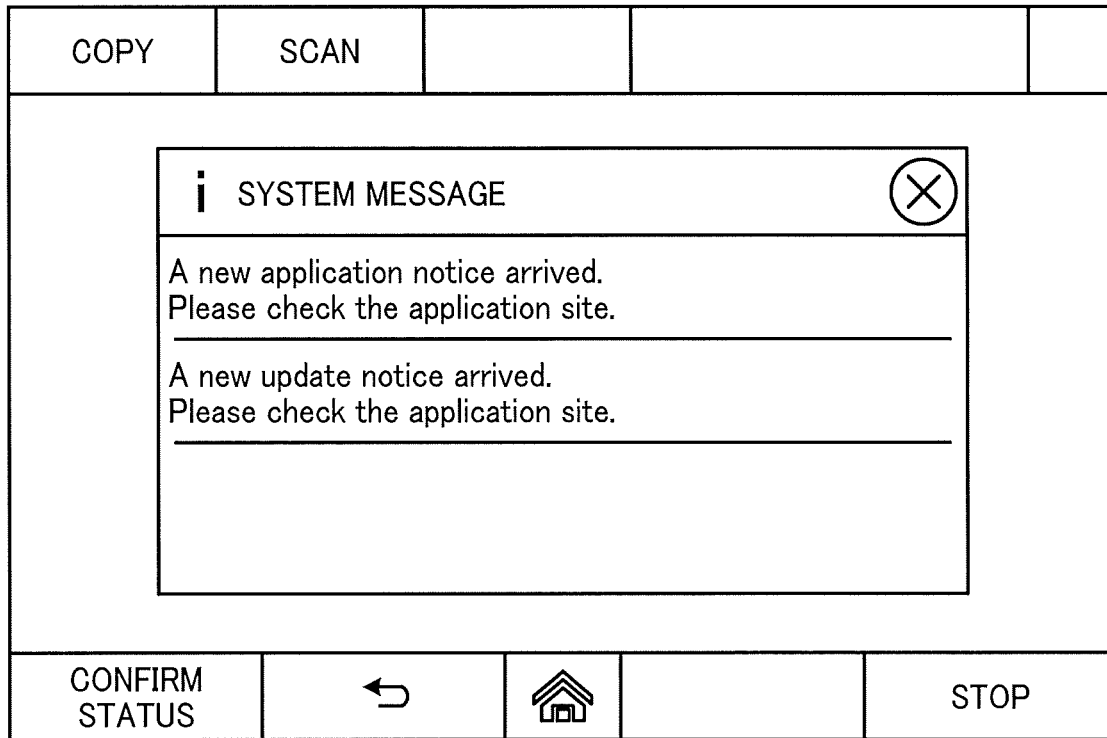 COPY
SCAN
i SYSTEM MESSAGE
A new application notice arrived.
Please check the application site.
A new update notice arrived.
Please check the application site.
CONFIRM
STATUS
STOP